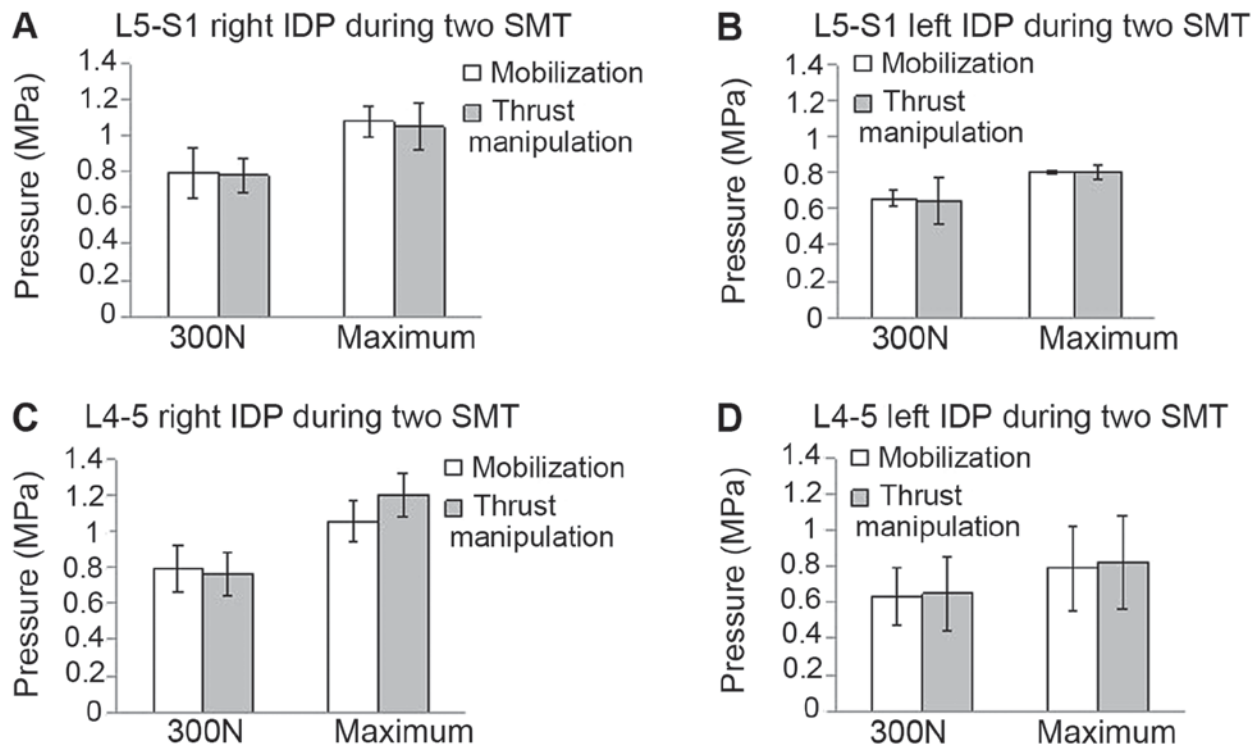 A L5-S1 right IDP during two SMT
Pressure (MPa)
1.4
1.2
1
0.8
0.6
0.4
0.2
0
Mobilization
Thrust
manipulation
300N Maximum
B L5-S1 left IDP during two SMT
Pressure (MPa)
1.4
1.2
1
0.8
0.6
0.4
0.2
0
Mobilization
Thrust
manipulation
300N Maximum
C L4-5 right IDP during two SMT
Pressure (MPa)
1.4
1.2
1
0.8
0.6
0.4
0.2
0
Mobilization
Thrust
manipulation
300N Maximum
D L4-5 left IDP during two SMT
Pressure (MPa)
1.4
1.2
1
0.8
0.6
0.4
0.2
0
Mobilization
Thrust
manipulation
300N Maximum